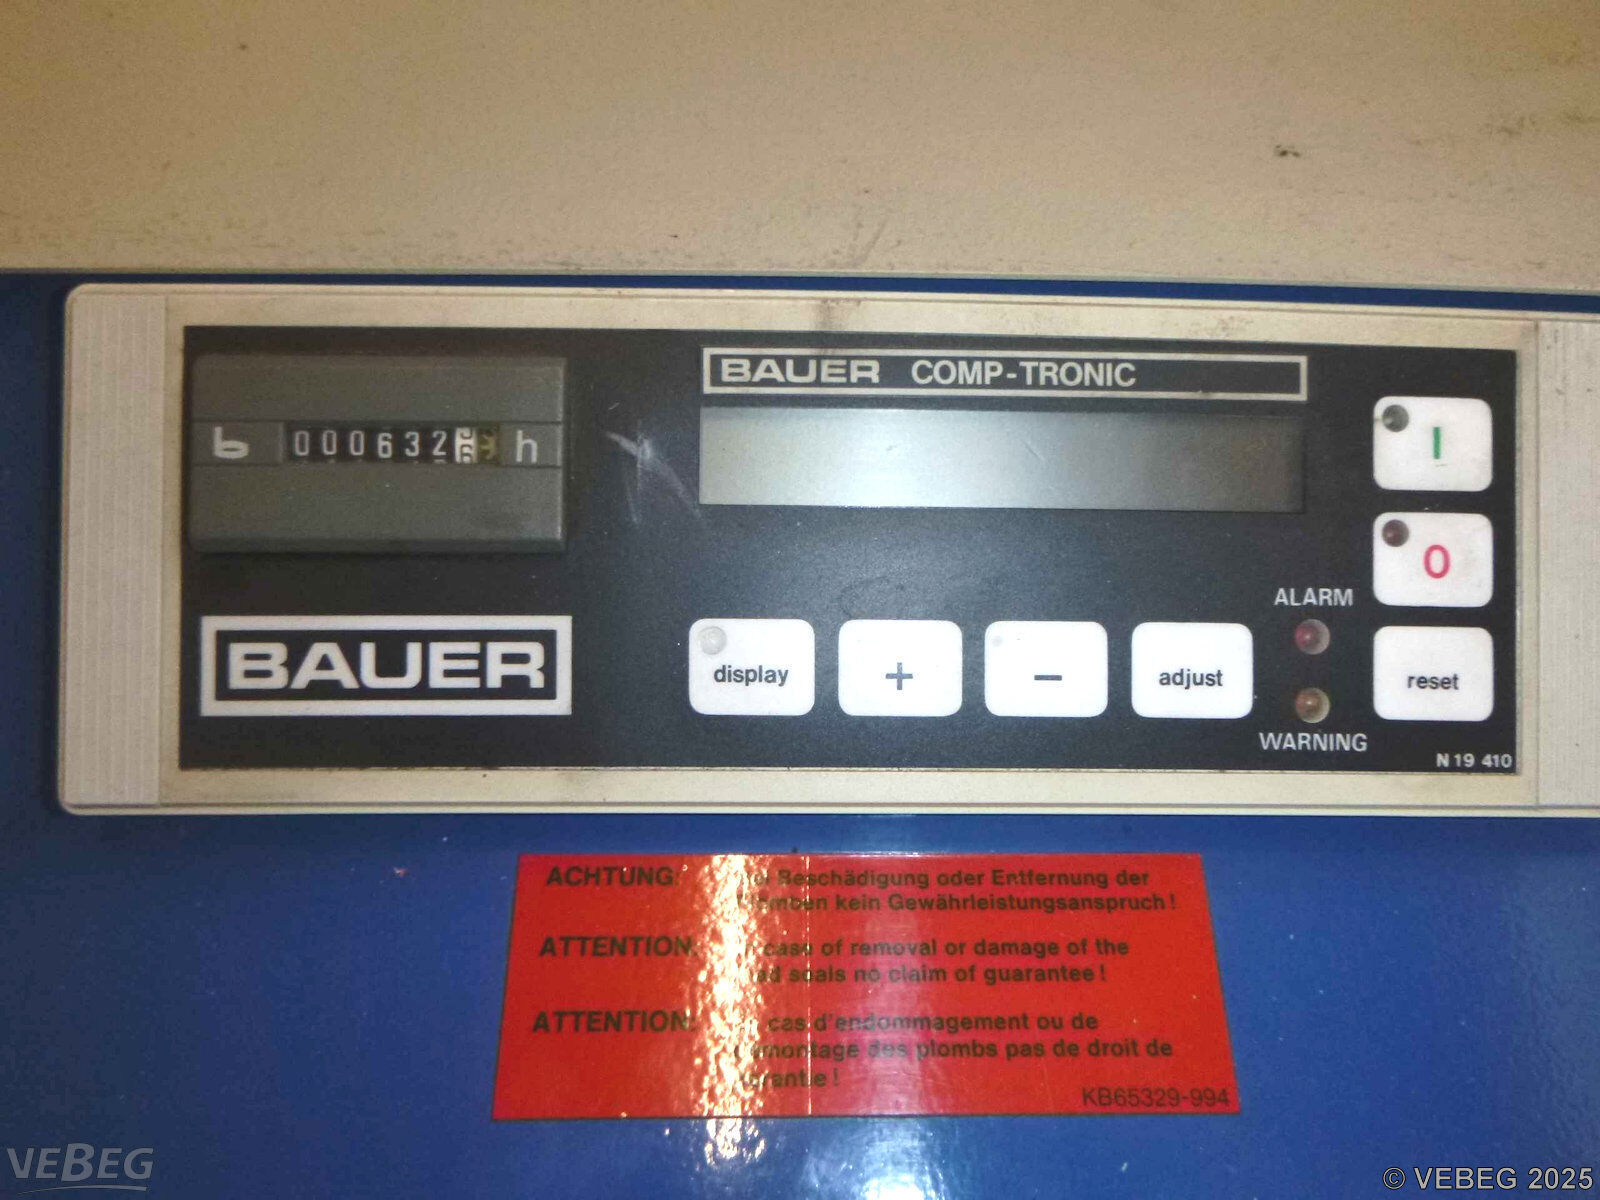 000632 h
BAUER COMP-TRONIC
I
0
ALARM
display + - adjust
reset
WARNING
BAUER
N 19 410
ACHTUNG: Beschädigung oder Entfernung der
kein Gewährleistungsanspruch!
ATTENTION: case of removal or damage of the
seals no claim of guarantee!
ATTENTION: cas d'endommagement ou de
des plombs pas de droit de
KB65329-994
VEBEG
© VEBEG 2025